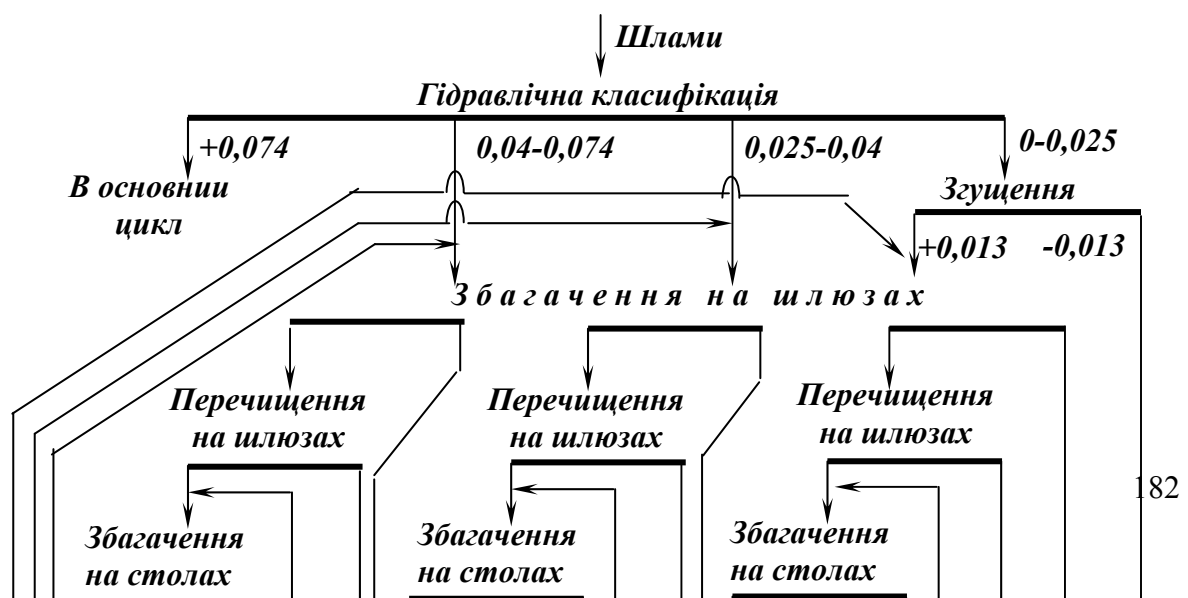 Шлами
Гідравлічна класифікація
+0,074
0,04-0,074
0,025-0,04
0-0,025
В основнии
цикл
Згущення
+0,013
-0,013
Збагачення на шлюзах
Перечищення
на шлюзах
Перечищення
на шлюзах
Перечищення
на шлюзах
182
Збагачення
на столах
Збагачення
на столах
Збагачення
на столах